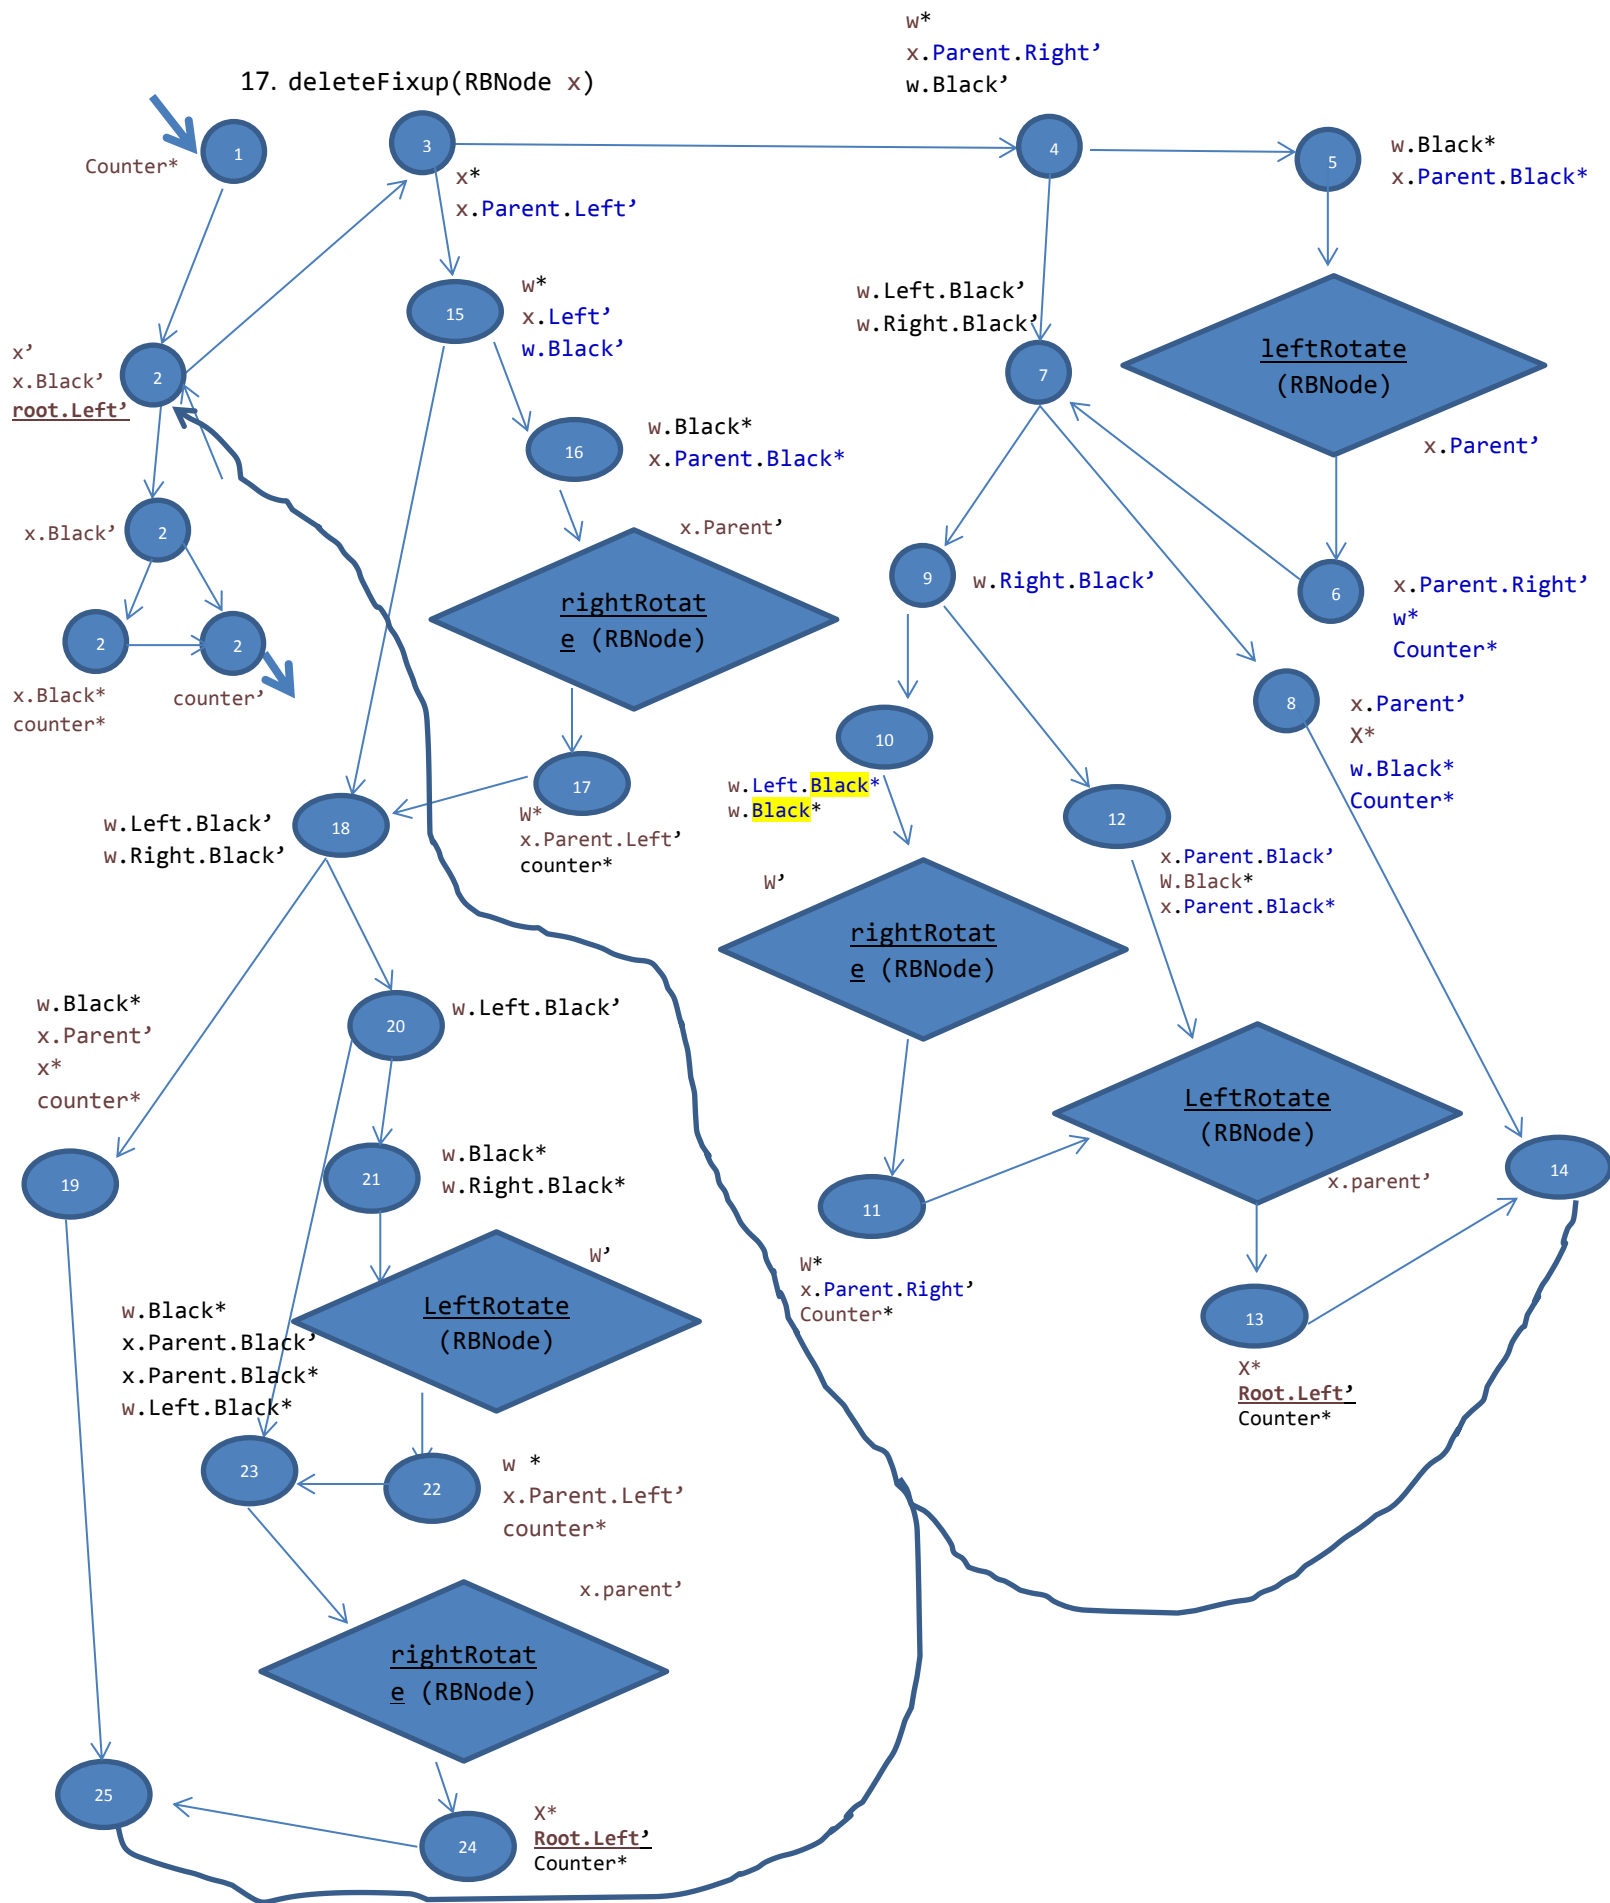 17. deleteFixup(RBNode x)
w*
x.Parent.Right’
w.Black’
Counter*
1
3
4
5
w.Black*
x.Parent.Black*
x*
x.Parent.Left’
15
w*
x.Left’
w.Black’
w.Left.Black’
w.Right.Black’
7
leftRotate
(RBNode)
x.Parent’
x’
x.Black’
root.Left’
2
16
w.Black*
x.Parent.Black*
x.Black’
2
x.Parent’
rightRotat
e (RBNode)
9
w.Right.Black’
6
x.Parent.Right’
w*
Counter*
2
2
x.Black*
counter*
counter’
8
x.Parent’
X*
w.Black*
Counter*
10
w.Left.Black*
w.Black*
17
W*
x.Parent.Left’
counter*
18
w.Left.Black’
w.Right.Black’
12
x.Parent.Black’
W.Black*
x.Parent.Black*
W’
rightRotat
e (RBNode)
w.Black*
x.Parent’
x*
counter*
20
w.Left.Black’
LeftRotate
(RBNode)
x.parent’
19
21
w.Black*
w.Right.Black*
11
W*
x.Parent.Right’
Counter*
14
W’
LeftRotate
(RBNode)
w.Black*
x.Parent.Black’
x.Parent.Black*
w.Left.Black*
13
X*
Root.Left’
Counter*
23
22
w *
x.Parent.Left’
counter*
x.parent’
rightRotat
e (RBNode)
25
24
X*
Root.Left’
Counter*